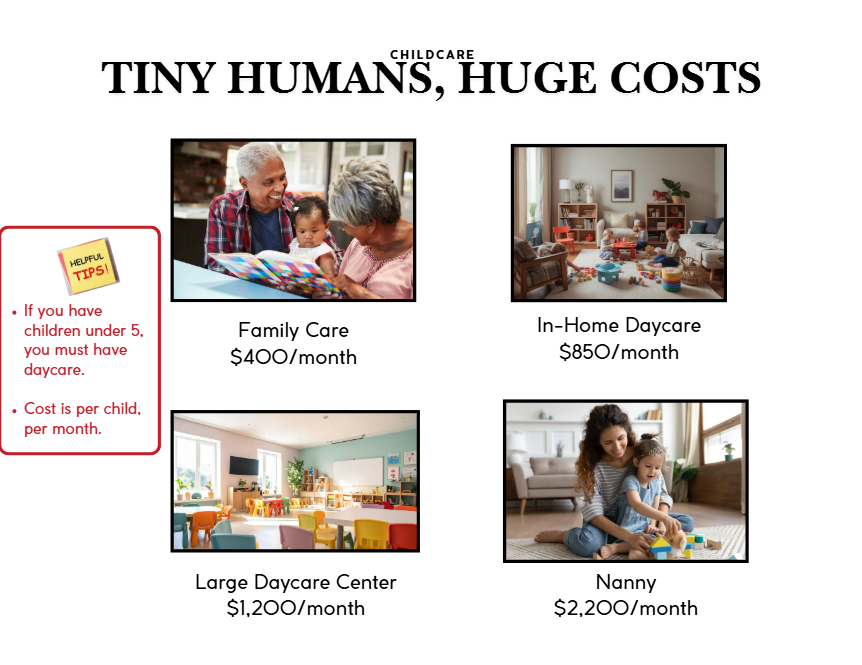 CHILDCARE
TINY HUMANS, HUGE COSTS
HELPFUL
TIPS!
• If you have
children under 5,
you must have
daycare.
• Cost is per child,
per month.
Family Care
$400/month
In-Home Daycare
$850/month
Large Daycare Center
$1,200/month
Nanny
$2,200/month